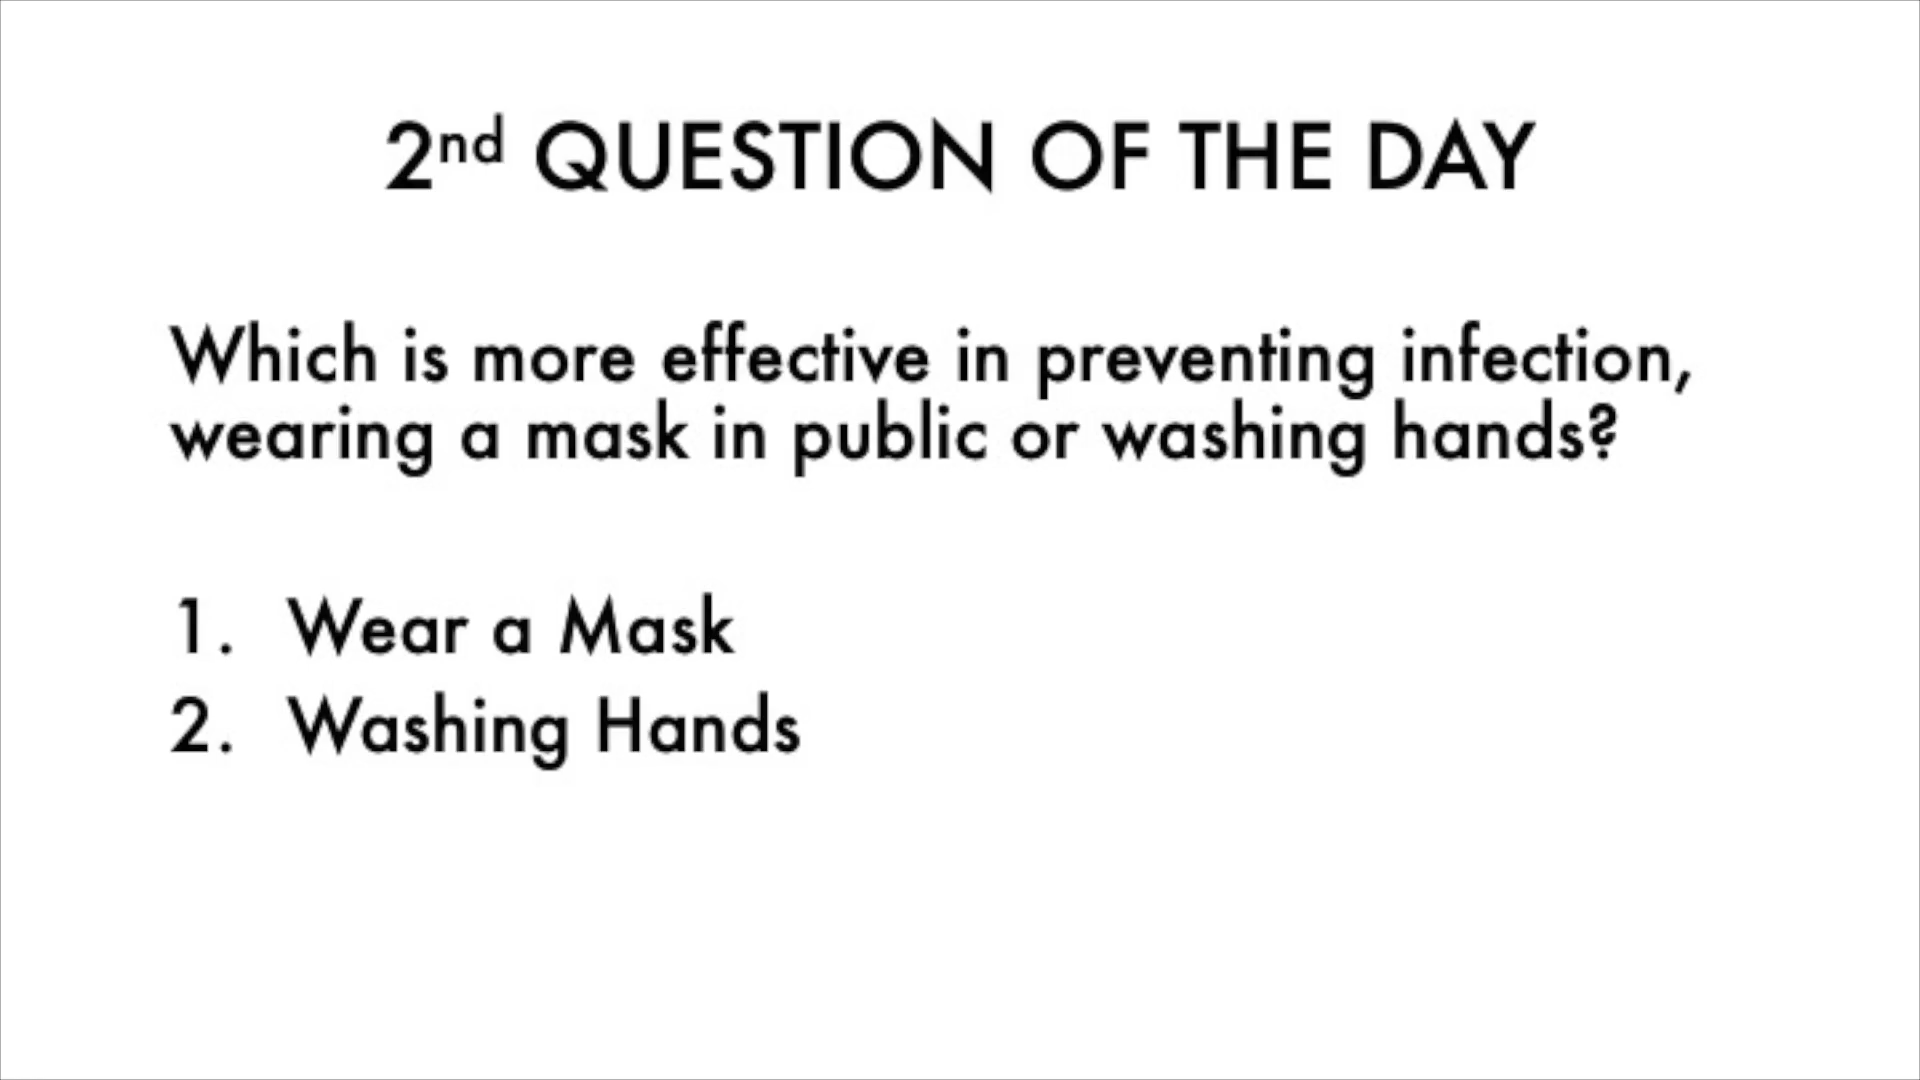 2nd QUESTION OF THE DAY
Which is more effective in preventing infection,
wearing a mask in public or washing hands?
1. Wear a Mask
2. Washing Hands